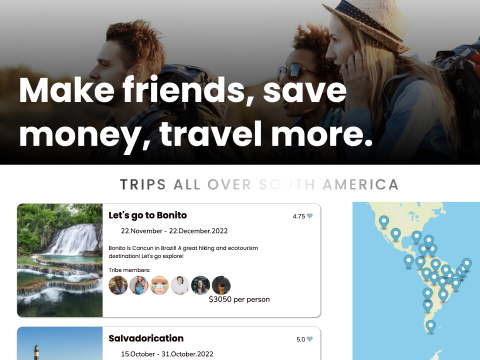 Make friends, save
money, travel more.
TRIPS ALL OVER SOUTH AMERICA
Let's go to Bonito
4.75
22.November - 22.December.2022
Bonito is Cancun in Brazil! A great hiking and ecotourism
destination! Let's go explore!
Tribe members:
$3050 per person
Salvadorication
5.0
15.October - 31.October.2022